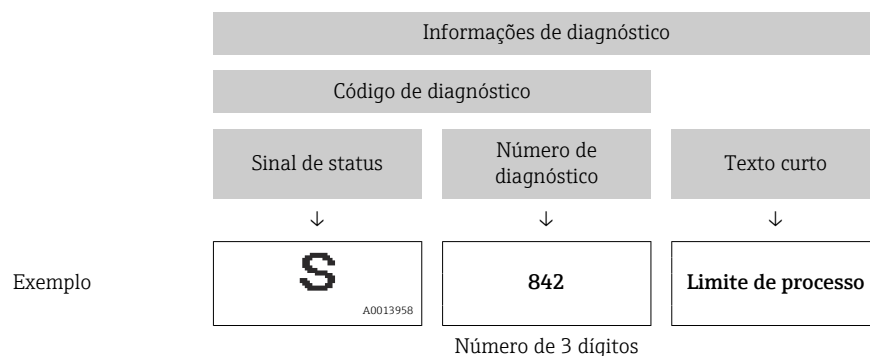 Informações de diagnóstico
Código de diagnóstico
Sinal de status
Número de
diagnóstico
Texto curto
↓ ↓ ↓
Exemplo
S
A0013958
842
Limite de processo
Número de 3 dígitos